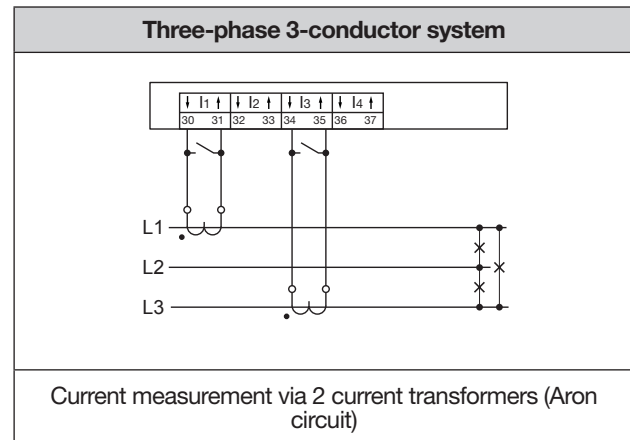 Three-phase 3-conductor system
I1 I2 I3 I4
30 31 32 33 34 35 36 37
L1
L2
L3
Current measurement via 2 current transformers (Aron
circuit)